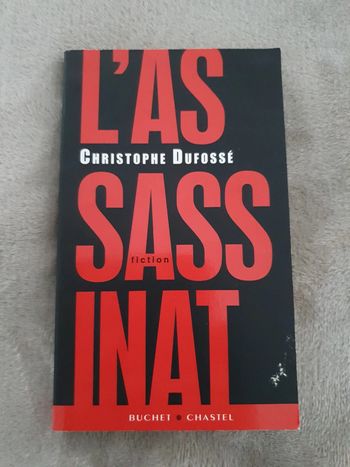 L'AS
CHRISTOPHE DUFOSSÉ
SASS
fiction
INAT
BUCHET • CHASTEL